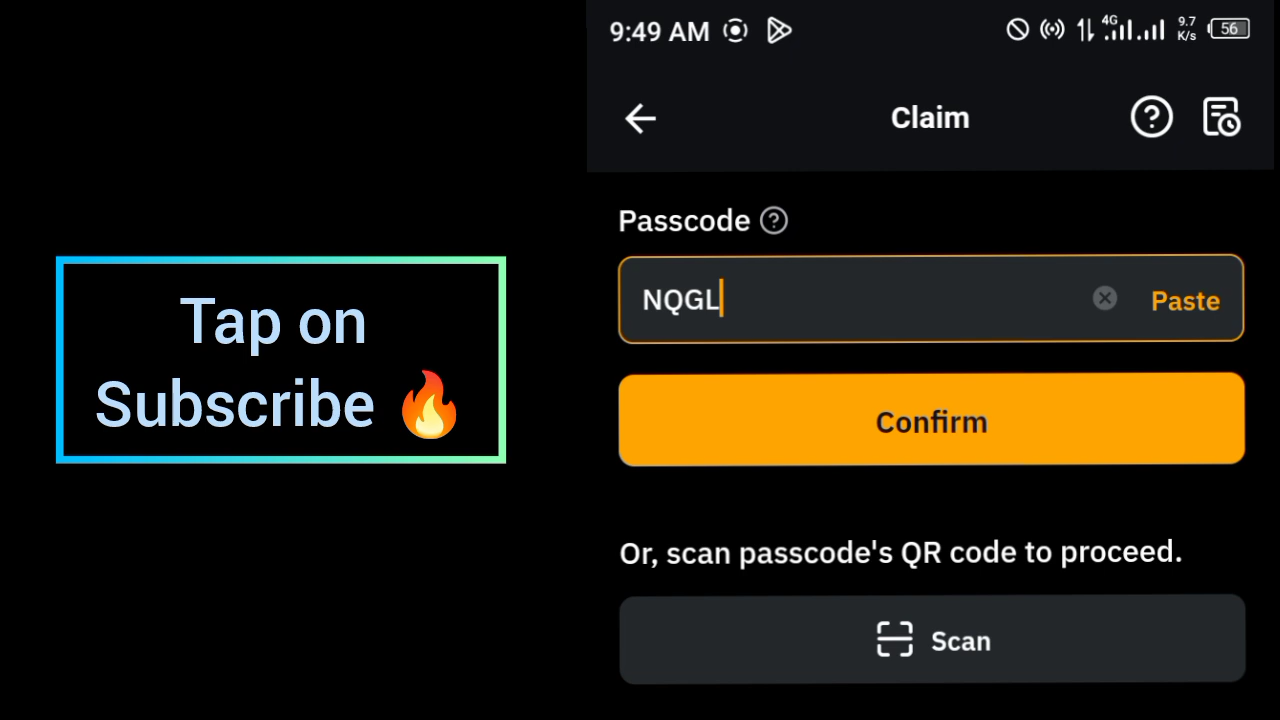 Tap on
Subscribe 🔥
9:49 AM
4G
9.7
K/s
56
Claim
Passcode
NQGL
Paste
Confirm
Or, scan passcode's QR code to proceed.
Scan